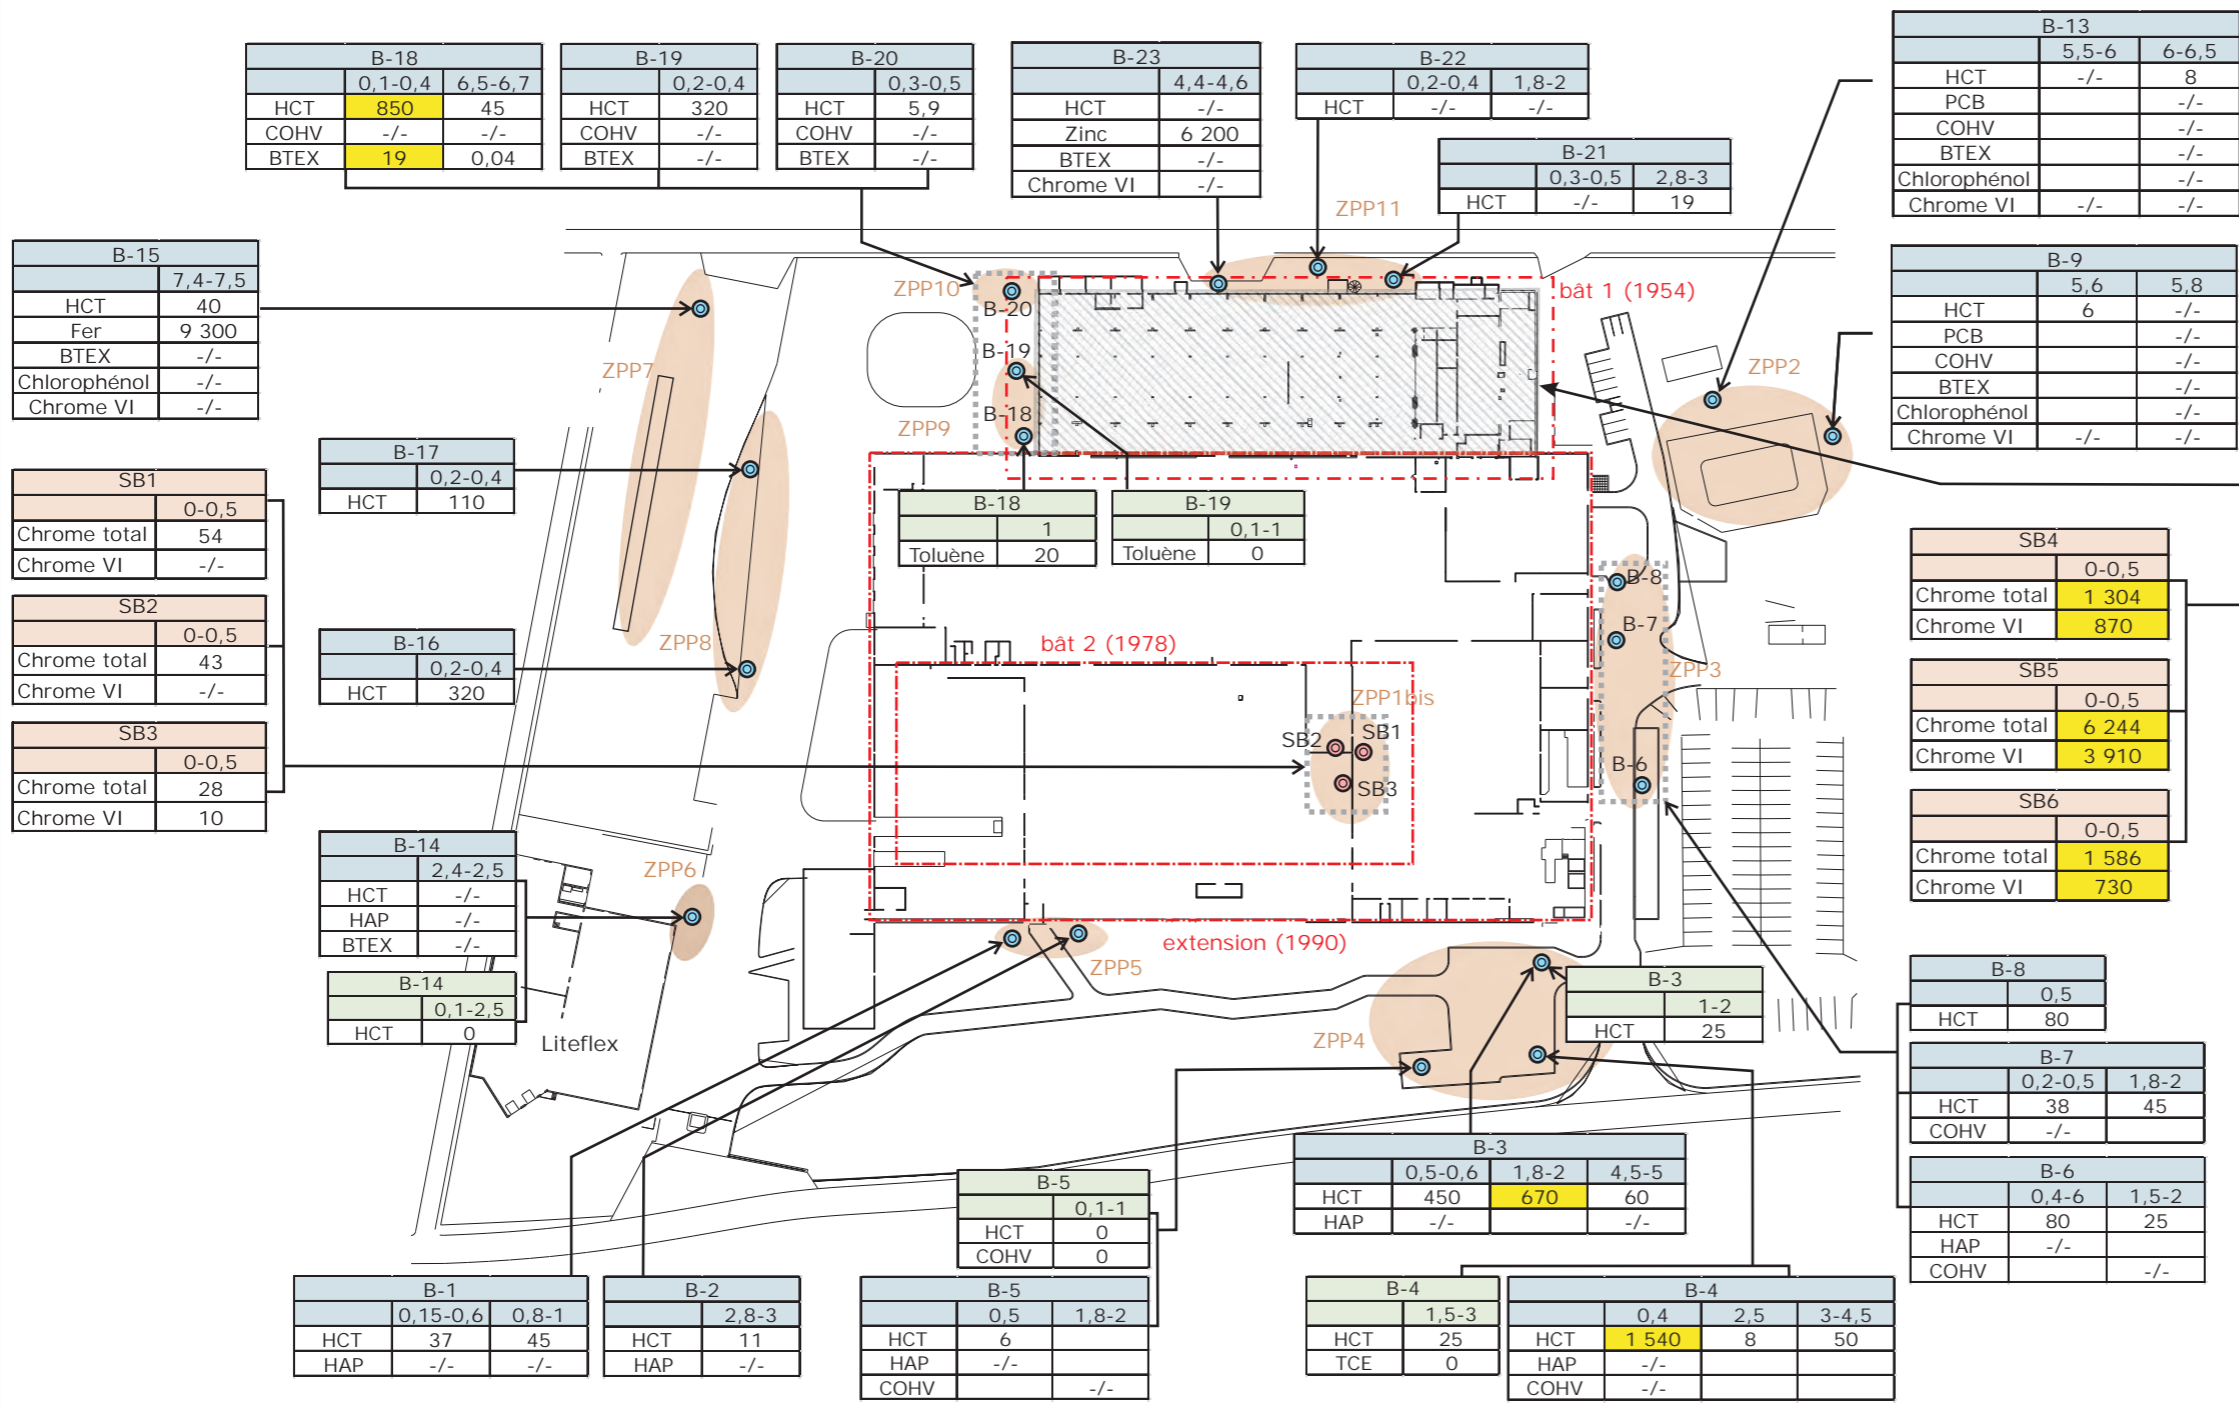 B-18
0,1-0,4 6,5-6,7
HCT 850 45
COHV -/- -/-
BTEX 19 0,04
B-19
0,2-0,4
HCT 320
COHV -/-
BTEX -/-
B-20
0,3-0,5
HCT 5,9
COHV -/-
BTEX -/-
B-23
4,4-4,6
HCT -/-
Zinc 6 200
BTEX -/-
Chrome VI -/-
B-22
0,2-0,4 1,8-2
HCT -/- -/-
B-21
0,3-0,5 2,8-3
HCT -/- 19
B-13
5,5-6 6-6,5
HCT -/- 8
PCB -/-
COHV -/-
BTEX -/-
Chlorophénol -/-
Chrome VI -/- -/-
B-15
7,4-7,5
HCT 40
Fer 9 300
BTEX -/-
Chlorophénol -/-
Chrome VI -/-
B-9
5,6 5,8
HCT 6 -/-
PCB -/-
COHV -/-
BTEX -/-
Chlorophénol -/-
Chrome VI -/- -/-
ZPP11
ZPP10
B-20
bât 1 (1954)
B-19
ZPP7
ZPP2
B-18
ZPP9
B-17
0,2-0,4
HCT 110
SB1
0-0,5
Chrome total 54
Chrome VI -/-
SB2
0-0,5
Chrome total 43
Chrome VI -/-
SB3
0-0,5
Chrome total 28
Chrome VI 10
B-18
1
Toluène 20
B-19
0,1-1
Toluène 0
SB4
0-0,5
Chrome total 1 304
Chrome VI 870
SB5
0-0,5
Chrome total 6 244
Chrome VI 3 910
SB6
0-0,5
Chrome total 1 586
Chrome VI 730
B-8
B-7
ZPP3
B-6
B-16
0,2-0,4
HCT 320
ZPP8
bât 2 (1978)
ZPP1bis
SB2
SB1
SB3
B-14
2,4-2,5
HCT -/-
HAP -/-
BTEX -/-
B-14
0,1-2,5
HCT 0
ZPP6
Liteflex
extension (1990)
ZPP5
ZPP4
B-3
1-2
HCT 25
B-8
0,5
HCT 80
B-7
0,2-0,5 1,8-2
HCT 38 45
COHV -/-
B-6
0,4-6 1,5-2
HCT 80 25
HAP -/-
COHV -/-
B-3
0,5-0,6 1,8-2 4,5-5
HCT 450 670 60
HAP -/- -/-
B-5
0,1-1
HCT 0
COHV 0
B-1
0,15-0,6 0,8-1
HCT 37 45
HAP -/- -/-
B-2
2,8-3
HCT 11
HAP -/-
B-5
0,5 1,8-2
HCT 6
HAP -/-
COHV -/-
B-4
1,5-3
HCT 25
TCE 0
B-4
0,4 2,5 3-4,5
HCT 1 540 8 50
HAP -/-
COHV -/-